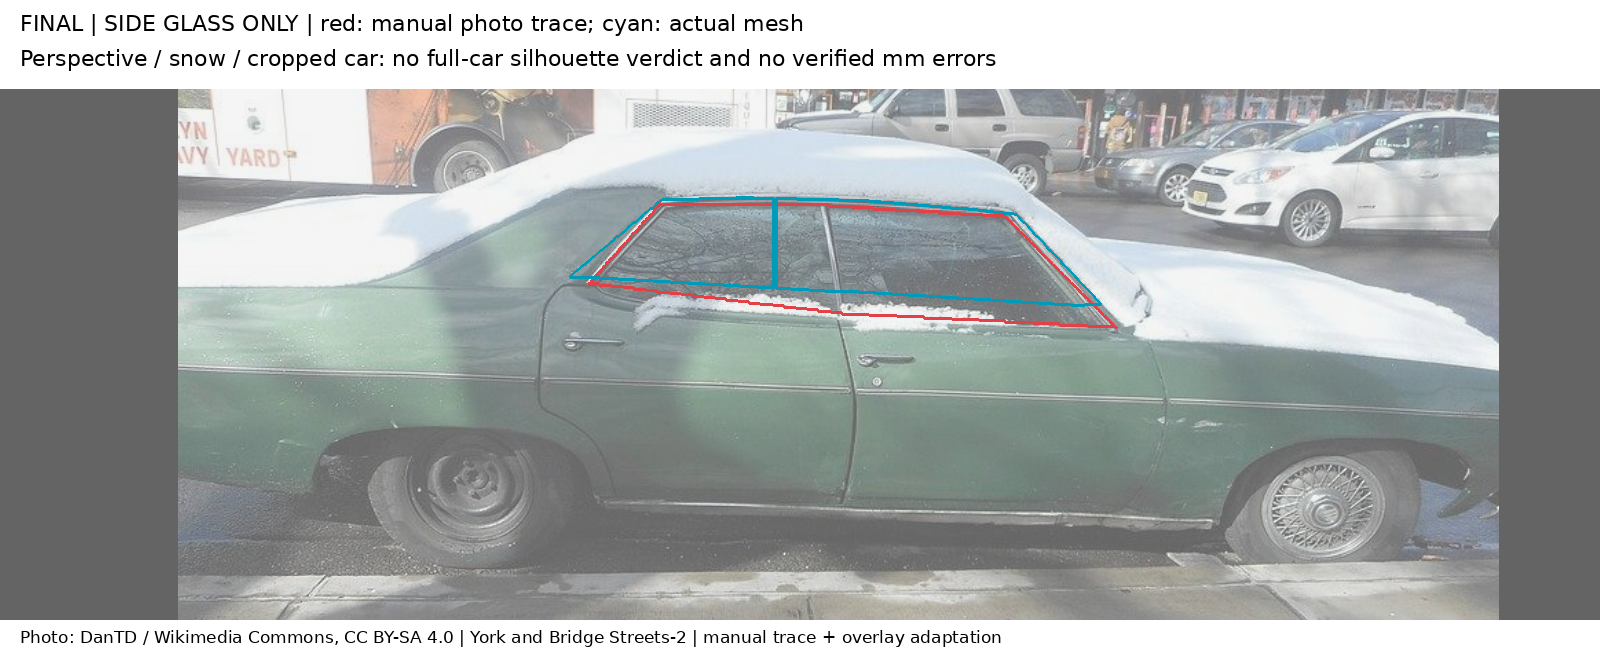 FINAL | SIDE GLASS ONLY | red: manual photo trace; cyan: actual mesh
Perspective / snow / cropped car: no full-car silhouette verdict and no verified mm errors
YN
AVY YARD
Photo: DanTD / Wikimedia Commons, CC BY-SA 4.0 | York and Bridge Streets-2 | manual trace + overlay adaptation